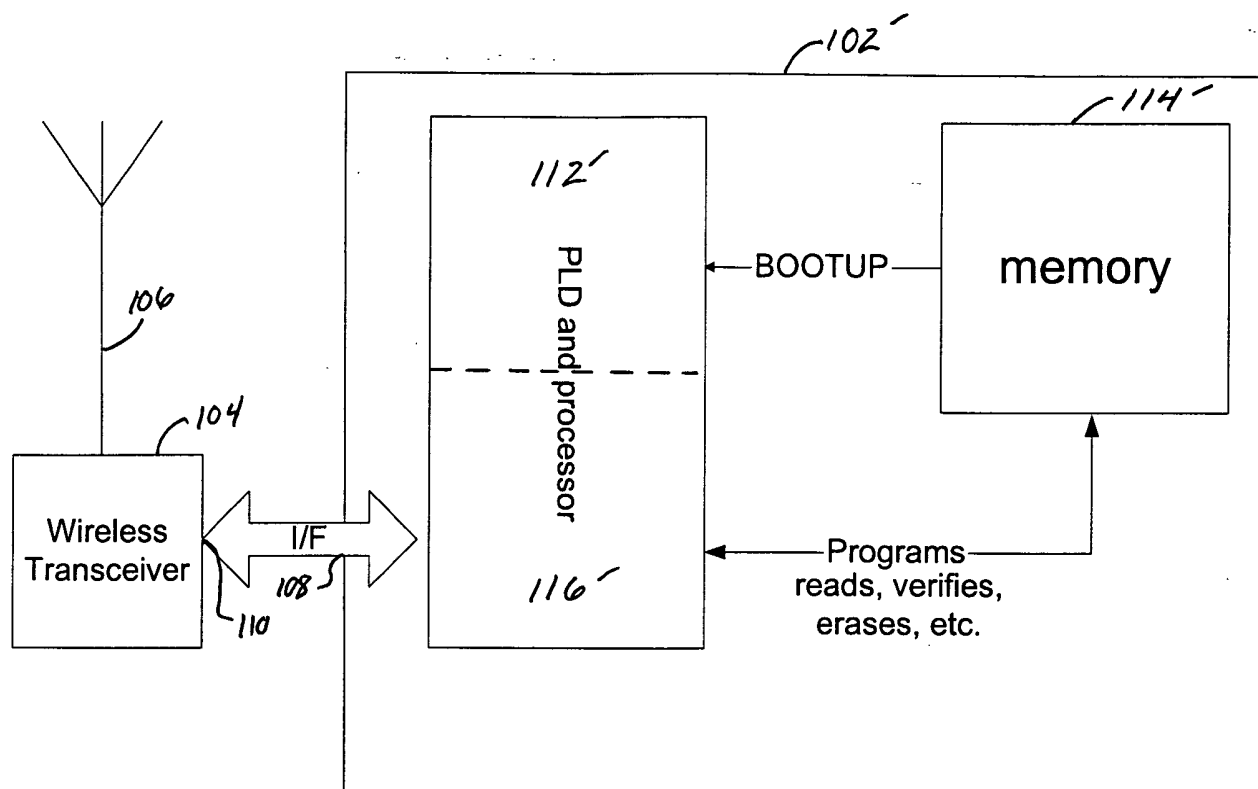 102'
114'
112'
PLD and processor
BOOTUP
memory
106
104
Wireless
Transceiver
I/F
108
110
116'
Programs
reads, verifies,
erases, etc.